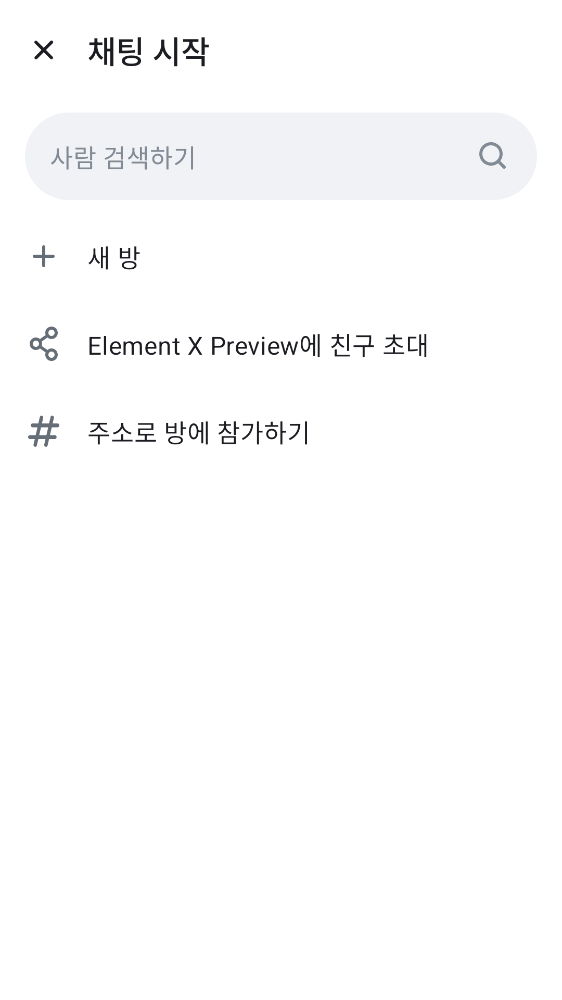 채팅 시작
사람 검색하기
새 방
Element X Preview에 친구 초대
주소로 방에 참가하기